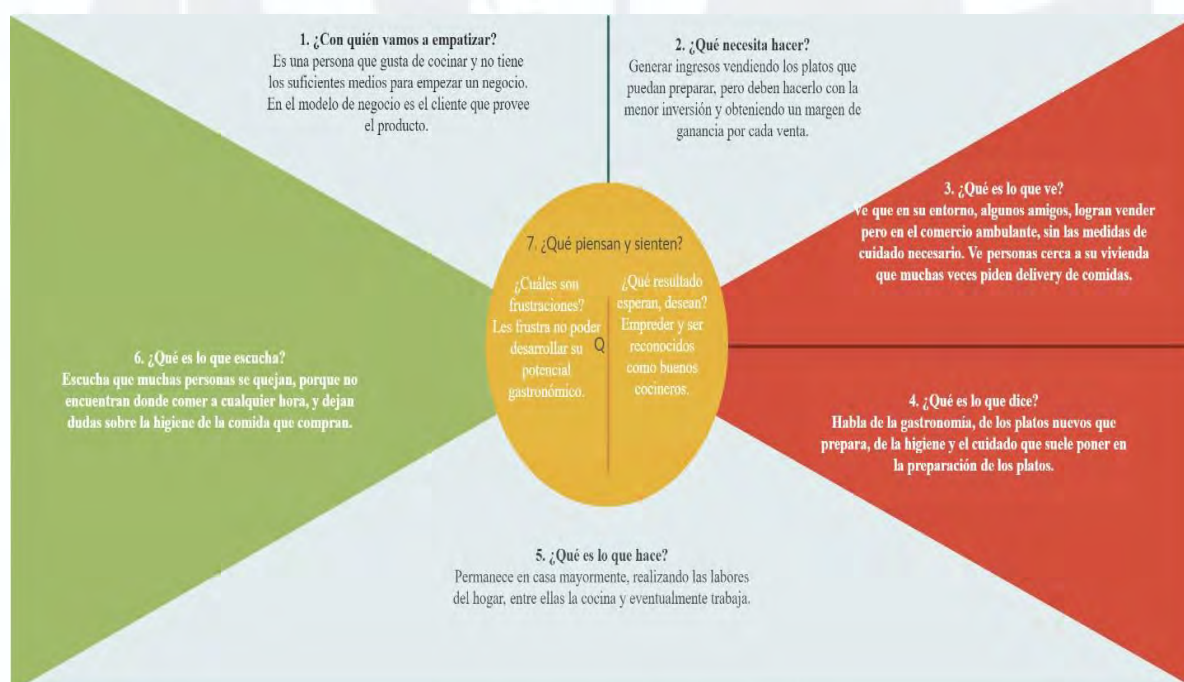 1. ¿Con quién vamos a empatizar?
Es una persona que gusta de cocinar y no tiene
los suficientes medios para empezar un negocio.
En el modelo de negocio es el cliente que provee
el producto.
2. ¿Qué necesita hacer?
Generar ingresos vendiendo los platos que
puedan preparar, pero deben hacerlo con la
menor inversión y obteniendo un margen de
ganancia por cada venta.
3. ¿Qué es lo que ve?
Ve que en su entorno, algunos amigos, logran vender
pero en el comercio ambulante, sin las medidas de
cuidado necesario. Ve personas cerca a su vivienda
que muchas veces piden delivery de comidas.
4. ¿Qué es lo que dice?
Habla de la gastronomía, de los platos nuevos que
prepara, de la higiene y el cuidado que suele poner en
la preparación de los platos.
5. ¿Qué es lo que hace?
Permanece en casa mayormente, realizando las labores
del hogar, entre ellas la cocina y eventualmente trabaja.
6. ¿Qué es lo que escucha?
Escucha que muchas personas se quejan, porque no
encuentran donde comer a cualquier hora, y dejan
dudas sobre la higiene de la comida que compran.
7. ¿Qué piensan y sienten?
¿Cuáles son
frustraciones?
Les frustra no poder
desarrollar su
potencial
gastronómico.
Q
¿Qué resultado
esperan, desean?
Empreder y ser
reconocidos
como buenos
cocineros.